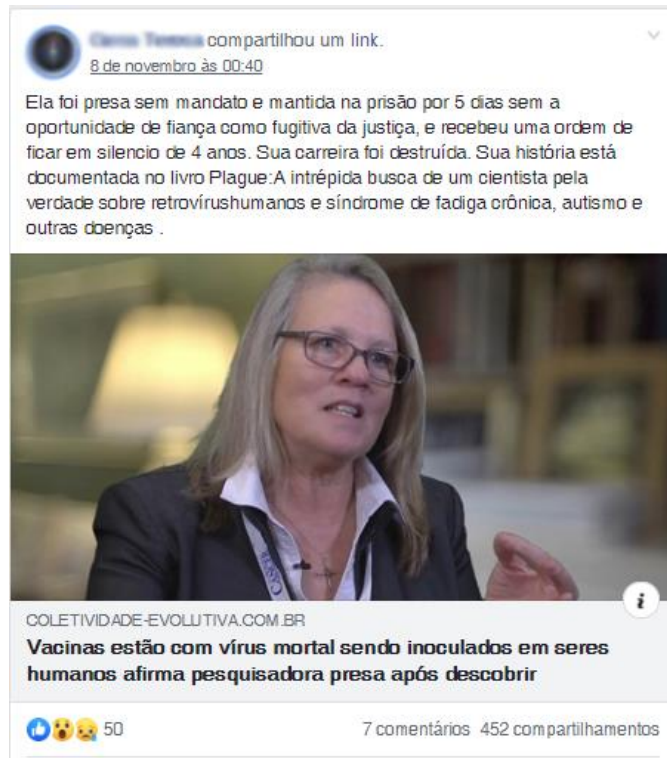 compartilhou um link.
8 de novembro às 00:40
Ela foi presa sem mandato e mantida na prisão por 5 dias sem a
oportunidade de fiança como fugitiva da justiça, e recebeu uma ordem de
ficar em silencio de 4 anos. Sua carreira foi destruída. Sua história está
documentada no livro Plague:A intrépida busca de um cientista pela
verdade sobre retrovírushumanos e síndrome de fadiga crônica, autismo e
outras doenças .
COLETIVIDADE-EVOLUTIVA.COM.BR
Vacinas estão com vírus mortal sendo inoculados em seres
humanos afirma pesquisadora presa após descobrir
50 7 comentários 452 compartilhamentos